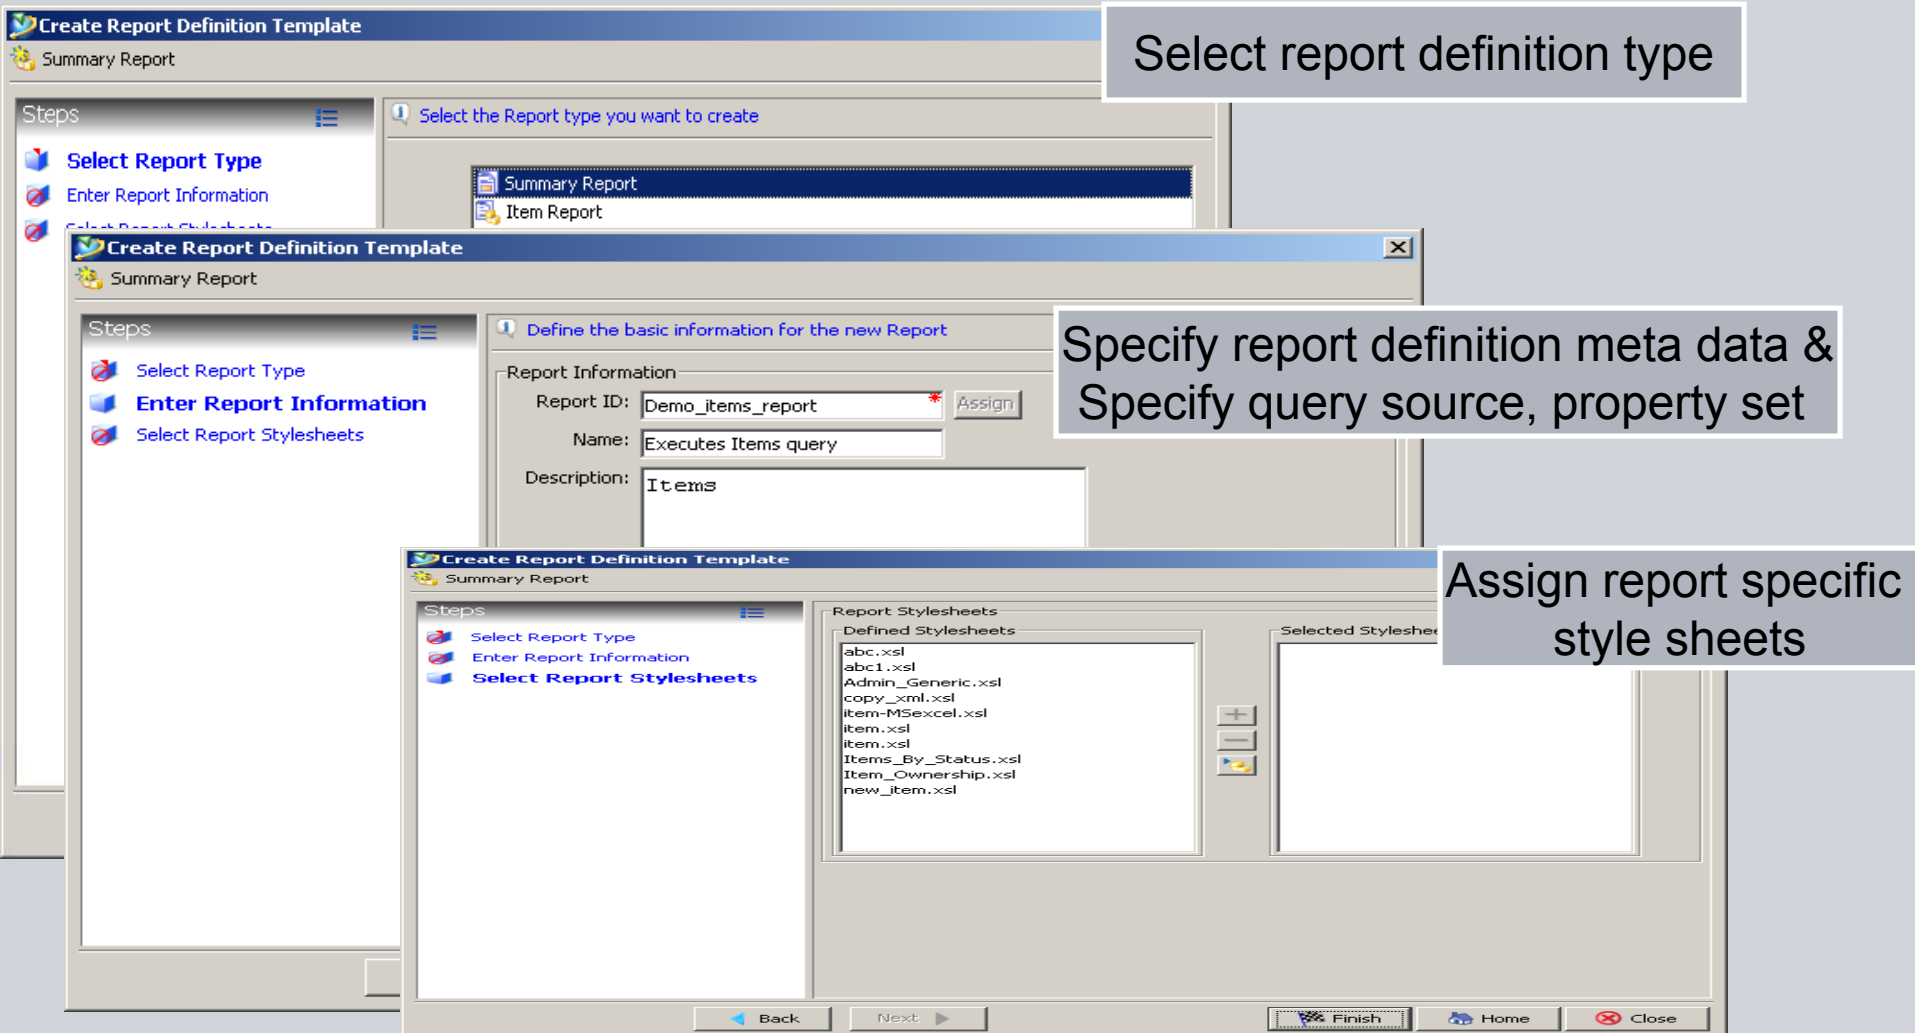 Create Report Definition Template
Summary Report
Select report definition type
Steps
Select the Report type you want to create
Select Report Type
Enter Report Information
Select Report Stylesheets
Summary Report
Item Report
Create Report Definition Template
Summary Report
Steps
Define the basic information for the new Report
Specify report definition meta data &
Specify query source, property set
Select Report Type
Enter Report Information
Select Report Stylesheets
Report Information
Report ID: Demo_items_report * Assign
Name: Executes Items query
Description: Items
Create Report Definition Template
Summary Report
Assign report specific
style sheets
Steps
Select Report Type
Enter Report Information
Select Report Stylesheets
Report Stylesheets
Defined Stylesheets
abc.xsl
abc1.xsl
Admin_Generic.xsl
copy_xml.xsl
item-MSexcel.xsl
item.xsl
item.xsl
Items_By_Status.xsl
Item_Ownership.xsl
new_item.xsl
Selected Styleshe
Back Next Finish Home Close